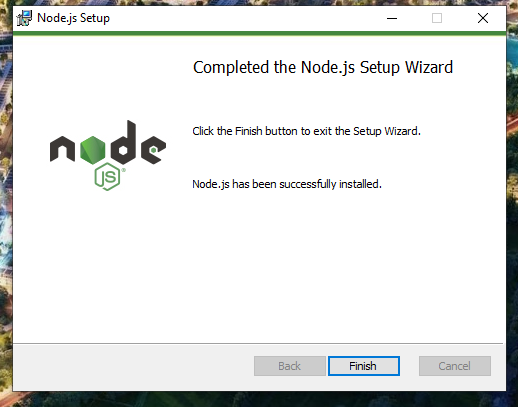 Node.js Setup
Completed the Node.js Setup Wizard
Click the Finish button to exit the Setup Wizard.
node
JS
Node.js has been successfully installed.
Back
Finish
Cancel